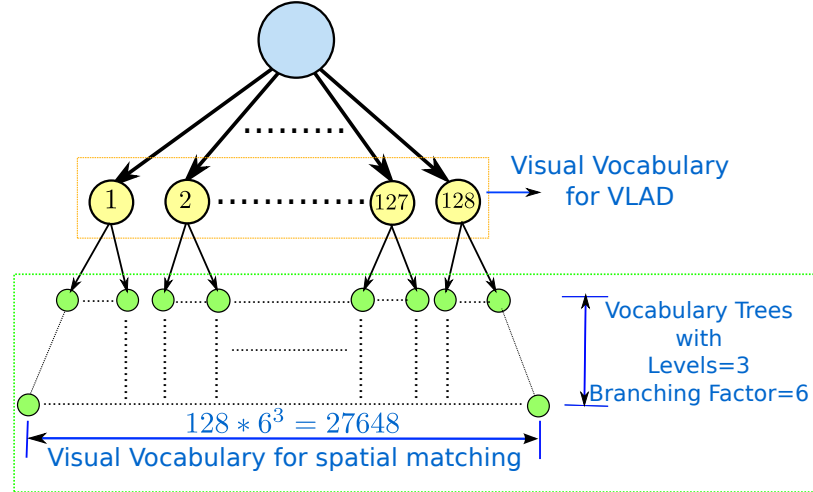 Visual Vocabulary
for VLAD
1 2 127 128
Vocabulary Trees
with
Levels=3
Branching Factor=6
128 ∗ 6³ = 27648
Visual Vocabulary for spatial matching